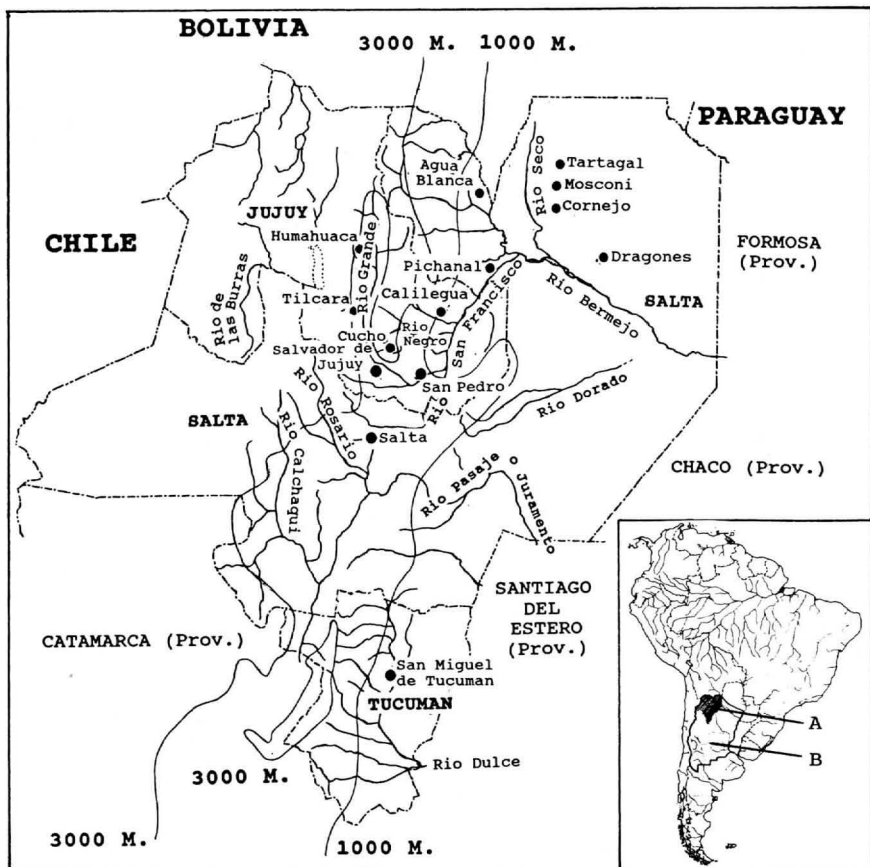 BOLIVIA
3000 M.
1000 M.
PARAGUAY
Agua
Blanca
Rio Seco
Tartagal
Mosconi
Cornejo
JUJUY
Humahuaca
CHILE
Rio Grande
FORMOSA
(Prov.)
Dragones
Pichanal
Rio de
las Burras
Tilcara
Calilegua
Rio San Francisco
Rio Bermejo
SALTA
Cucho
Rio
Negro
Salvador de
Jujuy
San Pedro
Rio Dorado
Rio Rosario
SALTA
Rio Calchaqui
Salta
Rio Pasaje o Juramento
CHACO (Prov.)
SANTIAGO
DEL
ESTERO
(Prov.)
CATAMARCA (Prov.)
San Miguel
de Tucuman
TUCUMAN
A
B
3000 M.
Rio Dulce
3000 M.
1000 M.